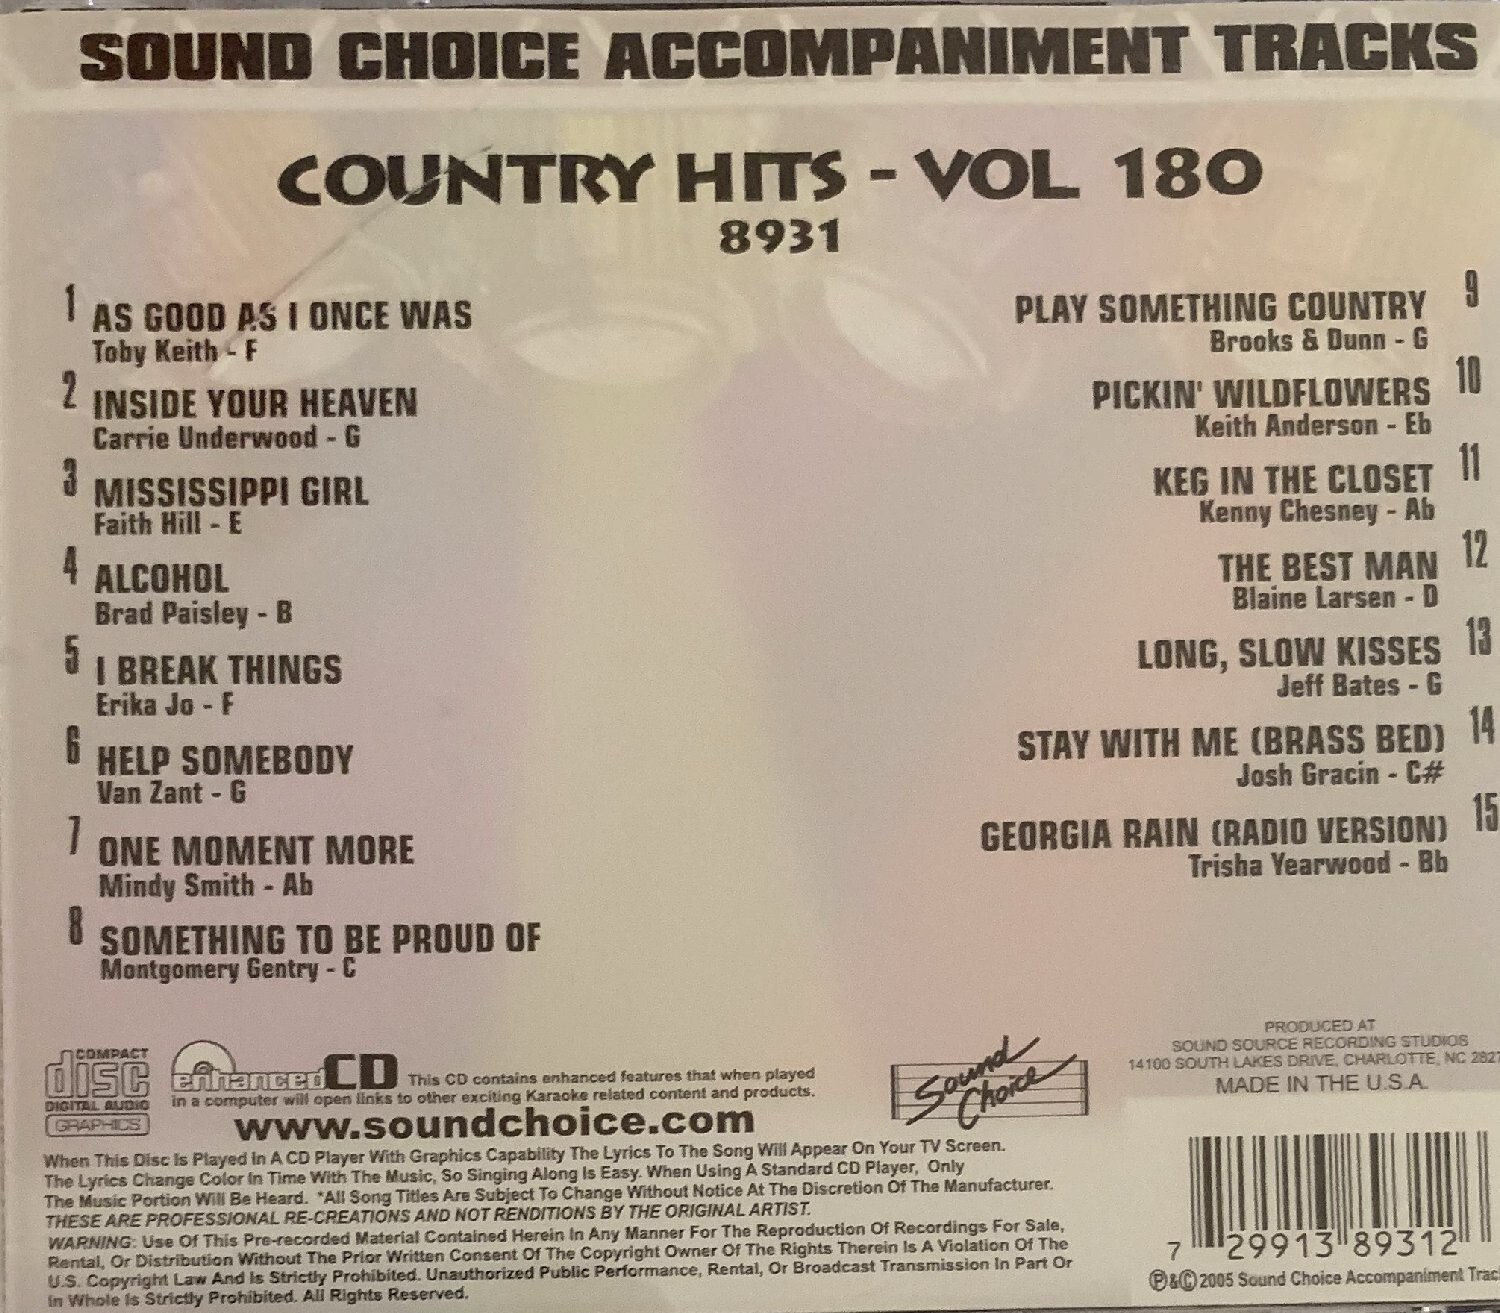 SOUND CHOICE ACCOMPANIMENT TRACKS
COUNTRY HITS - VOL 180
8931
1 AS GOOD AS I ONCE WAS
Toby Keith - F
2 INSIDE YOUR HEAVEN
Carrie Underwood - G
3 MISSISSIPPI GIRL
Faith Hill - E
4 ALCOHOL
Brad Paisley - B
5 I BREAK THINGS
Erika Jo - F
6 HELP SOMEBODY
Van Zant - G
7 ONE MOMENT MORE
Mindy Smith - Ab
8 SOMETHING TO BE PROUD OF
Montgomery Gentry - C
PLAY SOMETHING COUNTRY 9
Brooks & Dunn - G
PICKIN' WILDFLOWERS 10
Keith Anderson - Eb
KEG IN THE CLOSET 11
Kenny Chesney - Ab
THE BEST MAN 12
Blaine Larsen - D
LONG, SLOW KISSES 13
Jeff Bates - G
STAY WITH ME (BRASS BED) 14
Josh Gracin - C#
GEORGIA RAIN (RADIO VERSION) 15
Trisha Yearwood - Bb
COMPACT
disc
DIGITAL AUDIO
GRAPHICS
enhanced CD This CD contains enhanced features that when played
in a computer will open links to other exciting Karaoke related content and products.
www.soundchoice.com
Sound
Choice
PRODUCED AT
SOUND SOURCE RECORDING STUDIOS
14100 SOUTH LAKES DRIVE, CHARLOTTE, NC 2827
MADE IN THE U.S.A.
When This Disc Is Played In A CD Player With Graphics Capability The Lyrics To The Song Will Appear On Your TV Screen.
The Lyrics Change Color In Time With The Music, So Singing Along Is Easy. When Using A Standard CD Player, Only
The Music Portion Will Be Heard. *All Song Titles Are Subject To Change Without Notice At The Discretion Of The Manufacturer.
THESE ARE PROFESSIONAL RE-CREATIONS AND NOT RENDITIONS BY THE ORIGINAL ARTIST.
WARNING: Use Of This Pre-recorded Material Contained Herein In Any Manner For The Reproduction Of Recordings For Sale,
Rental, Or Distribution Without The Prior Written Consent Of The Copyright Owner Of The Rights Therein Is A Violation Of The
U.S. Copyright Law And Is Strictly Prohibited. Unauthorized Public Performance, Rental, Or Broadcast Transmission In Part Or
In Whole Is Strictly Prohibited. All Rights Reserved.
7 29913 89312
℗&©2005 Sound Choice Accompaniment Trac